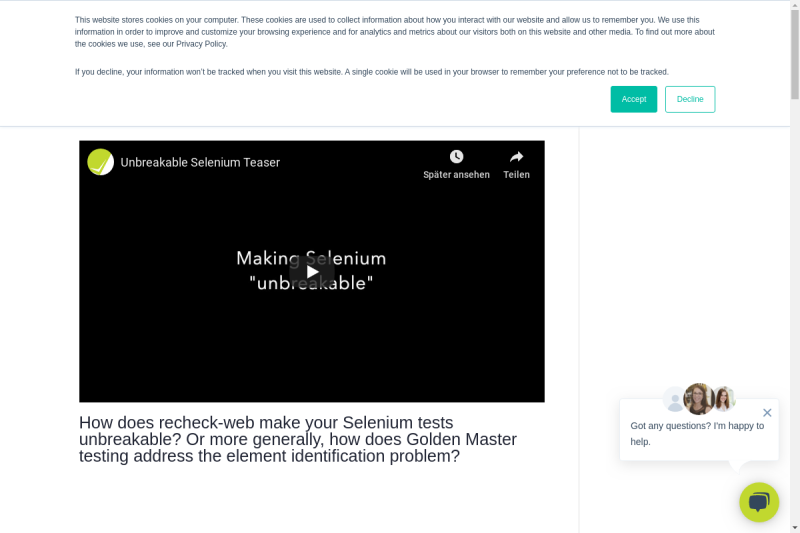 This website stores cookies on your computer. These cookies are used to collect information about how you interact with our website and allow us to remember you. We use this
information in order to improve and customize your browsing experience and for analytics and metrics about our visitors both on this website and other media. To find out more about
the cookies we use, see our Privacy Policy.
If you decline, your information won't be tracked when you visit this website. A single cookie will be used in your browser to remember your preference not to be tracked.
Accept
Decline
Unbreakable Selenium Teaser
Später ansehen
Teilen
Making Selenium
"unbreakable"
How does recheck-web make your Selenium tests
unbreakable? Or more generally, how does Golden Master
testing address the element identification problem?
Got any questions? I'm happy to
help.